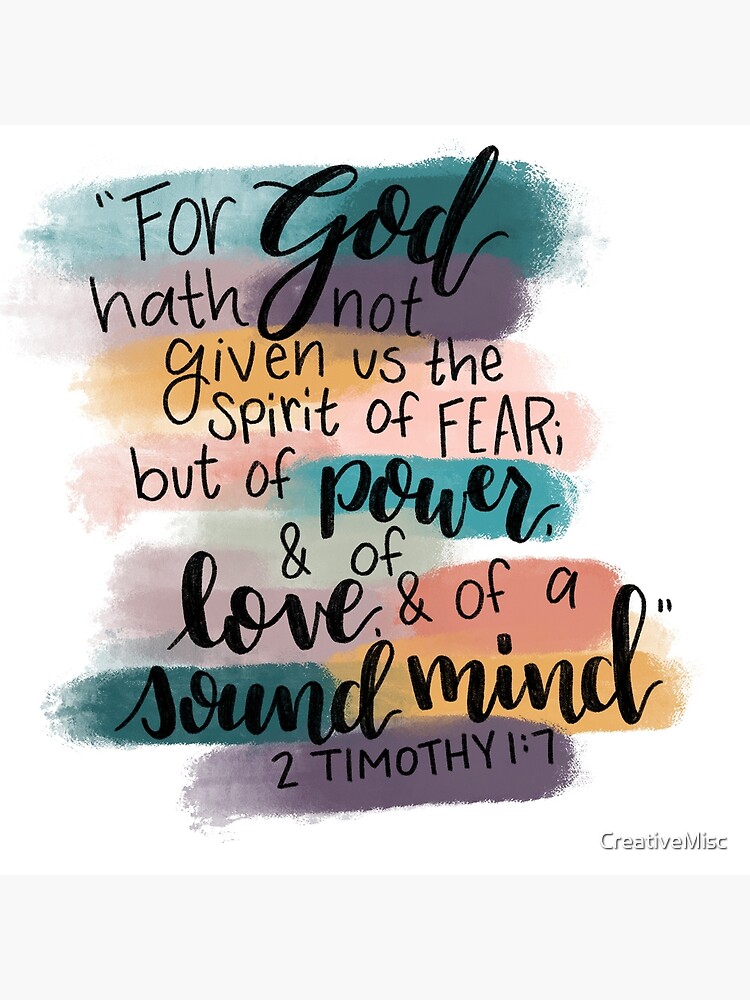 "For God
hath not
given us the
spirit of FEAR;
but of power,
& of
love, & of a
sound mind"
2 TIMOTHY 1:7
CreativeMisc